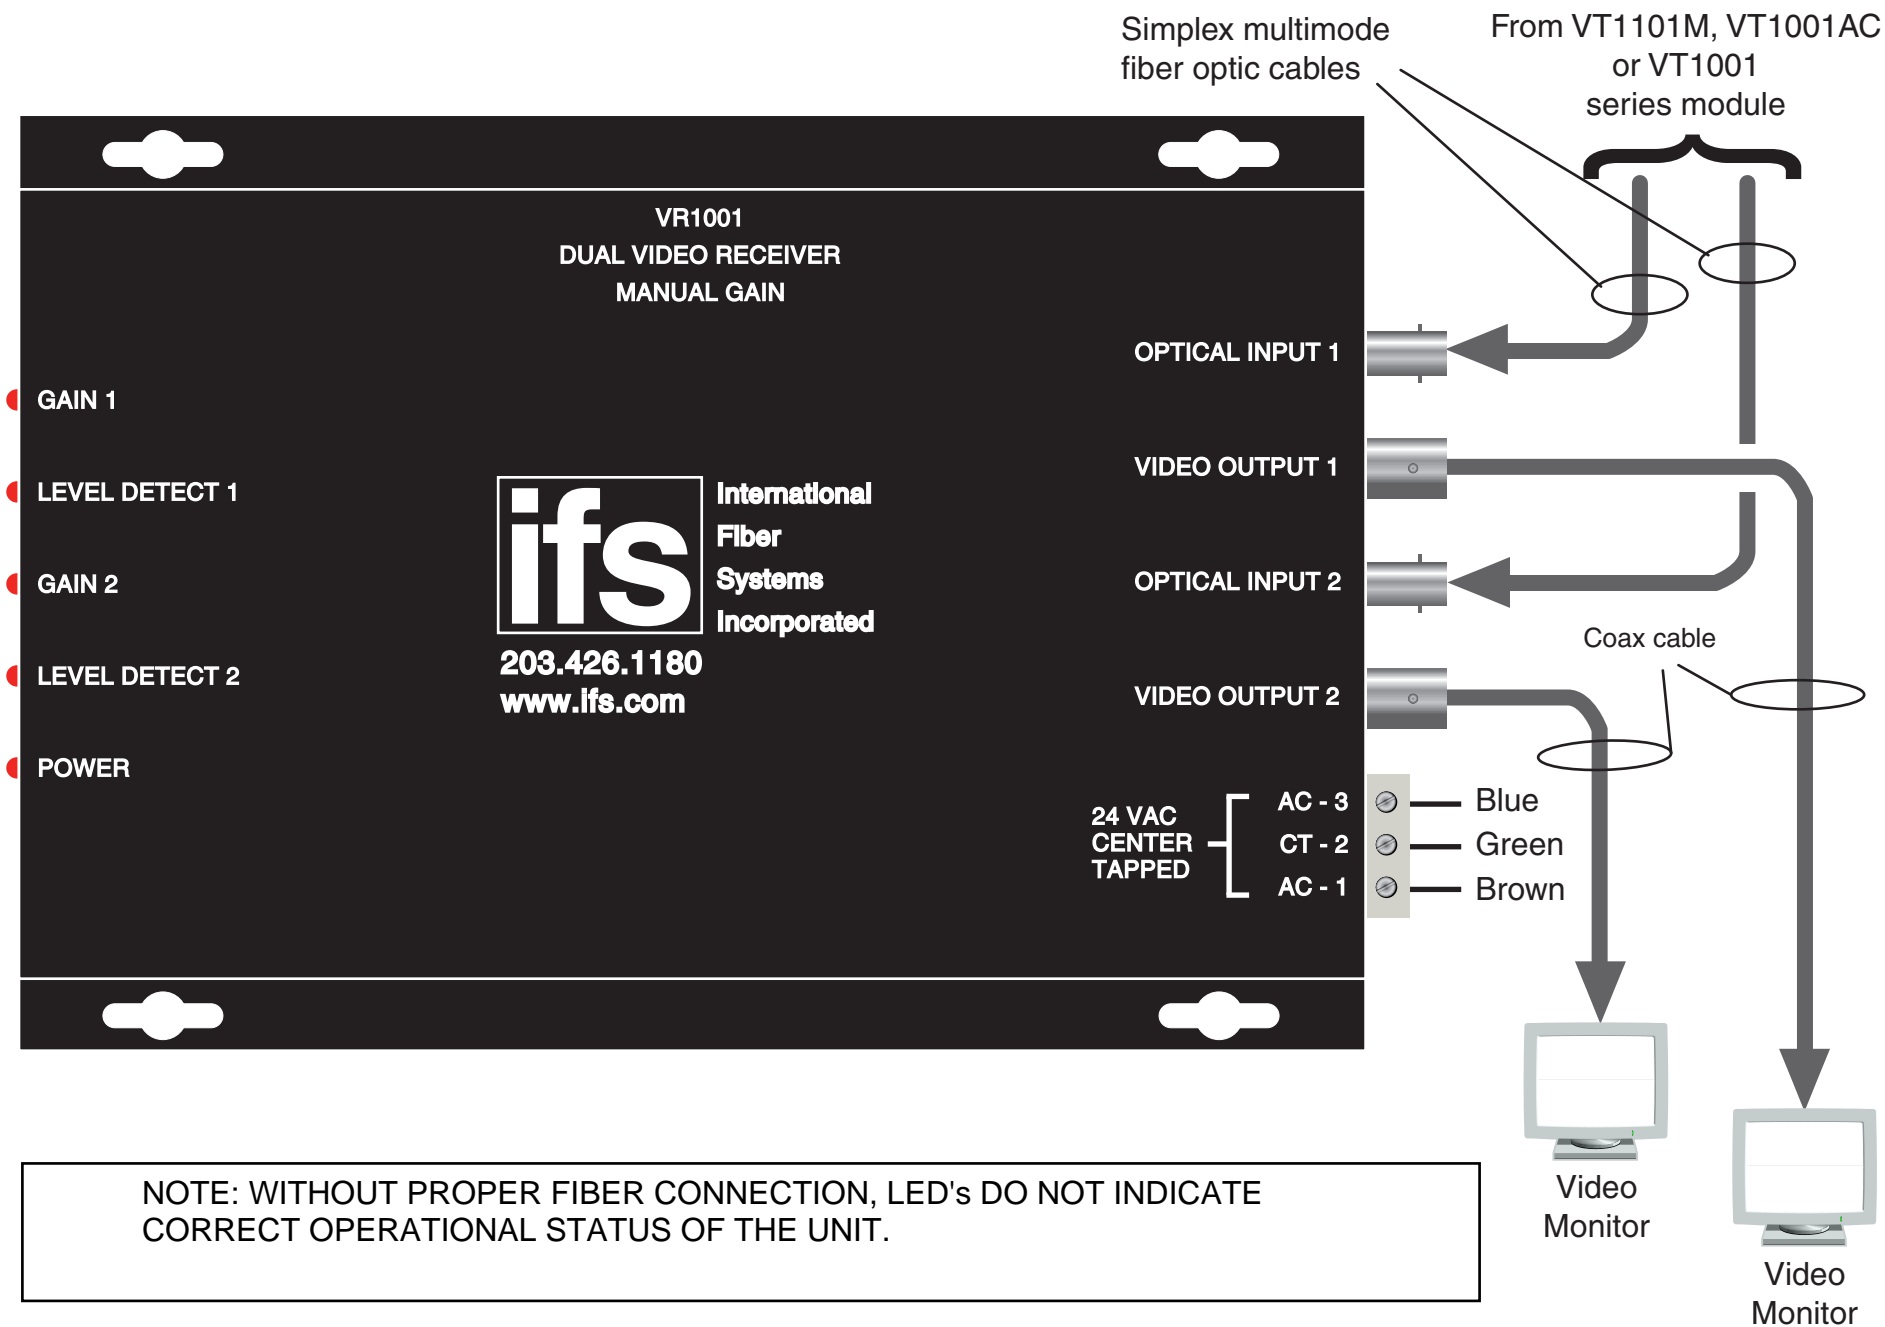 Simplex multimode
fiber optic cables
From VT1101M, VT1001AC
or VT1001
series module
VR1001
DUAL VIDEO RECEIVER
MANUAL GAIN
GAIN 1
LEVEL DETECT 1
GAIN 2
LEVEL DETECT 2
POWER
ifs
International
Fiber
Systems
Incorporated
203.426.1180
www.ifs.com
OPTICAL INPUT 1
VIDEO OUTPUT 1
OPTICAL INPUT 2
VIDEO OUTPUT 2
Coax cable
24 VAC
CENTER
TAPPED
AC - 3
CT - 2
AC - 1
Blue
Green
Brown
Video
Monitor
Video
Monitor
NOTE: WITHOUT PROPER FIBER CONNECTION, LED's DO NOT INDICATE
CORRECT OPERATIONAL STATUS OF THE UNIT.